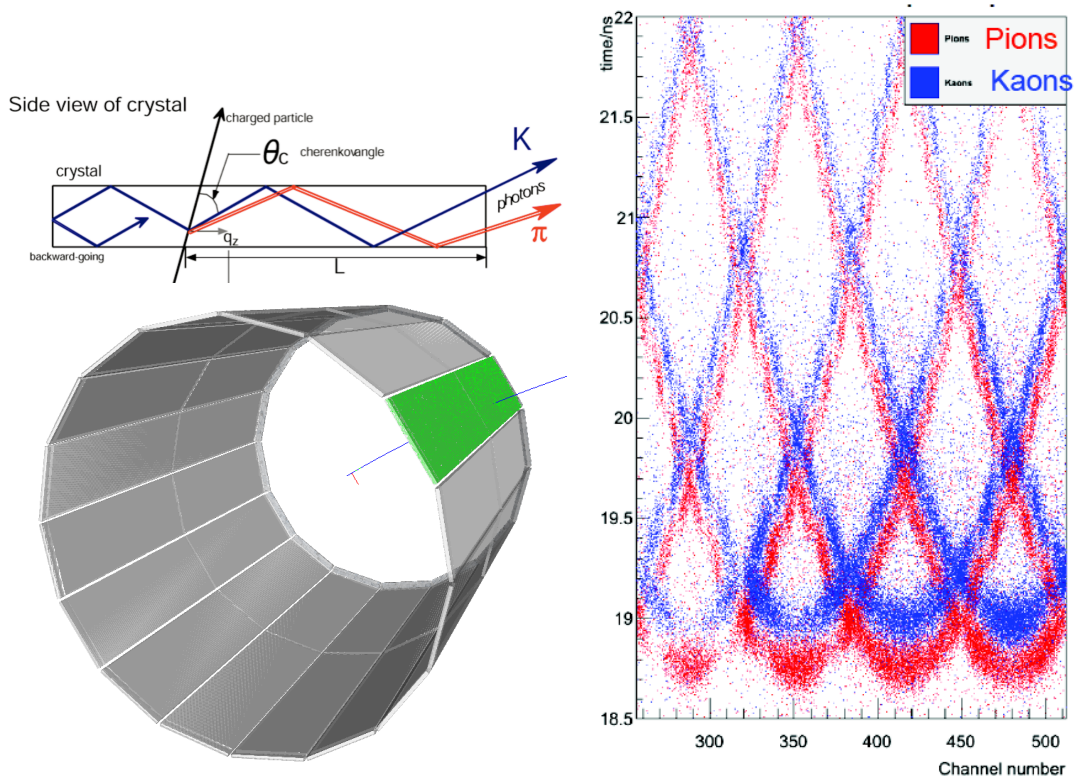 Side view of crystal
charged particle
θc cherenkovangle
crystal
K
photons
π
qz
backward-going
L
time/ns
22
21.5
21
20.5
20
19.5
19
18.5
Pions Pions
Kaons Kaons
300 350 400 450 500
Channel number